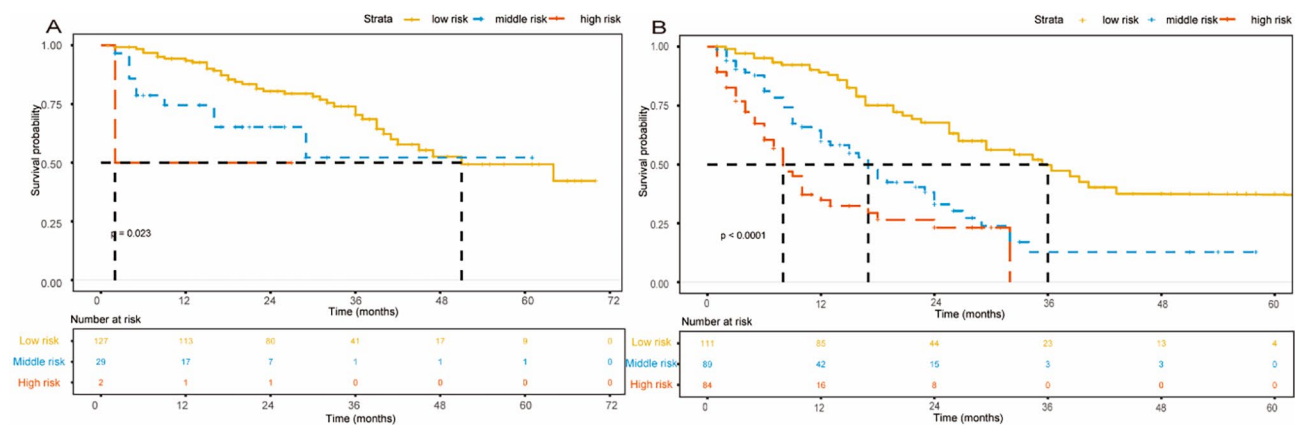 A
Strata low risk middle risk high risk
1.00
0.75
0.50
0.25
0.00
Survival probability
p = 0.023
0 12 24 36 48 60 72
Time (months)
Number at risk
Low risk 127 113 80 41 17 9 0
Middle risk 29 17 7 1 1 1 0
High risk 2 1 1 0 0 0 0
0 12 24 36 48 60 72
Time (months)
B
Strata low risk middle risk high risk
1.00
0.75
0.50
0.25
0.00
Survival probability
p < 0.0001
0 12 24 36 48 60
Time (months)
Number at risk
Low risk 111 85 44 23 13 4
Middle risk 89 42 15 3 3 0
High risk 84 16 8 0 0 0
0 12 24 36 48 60
Time (months)